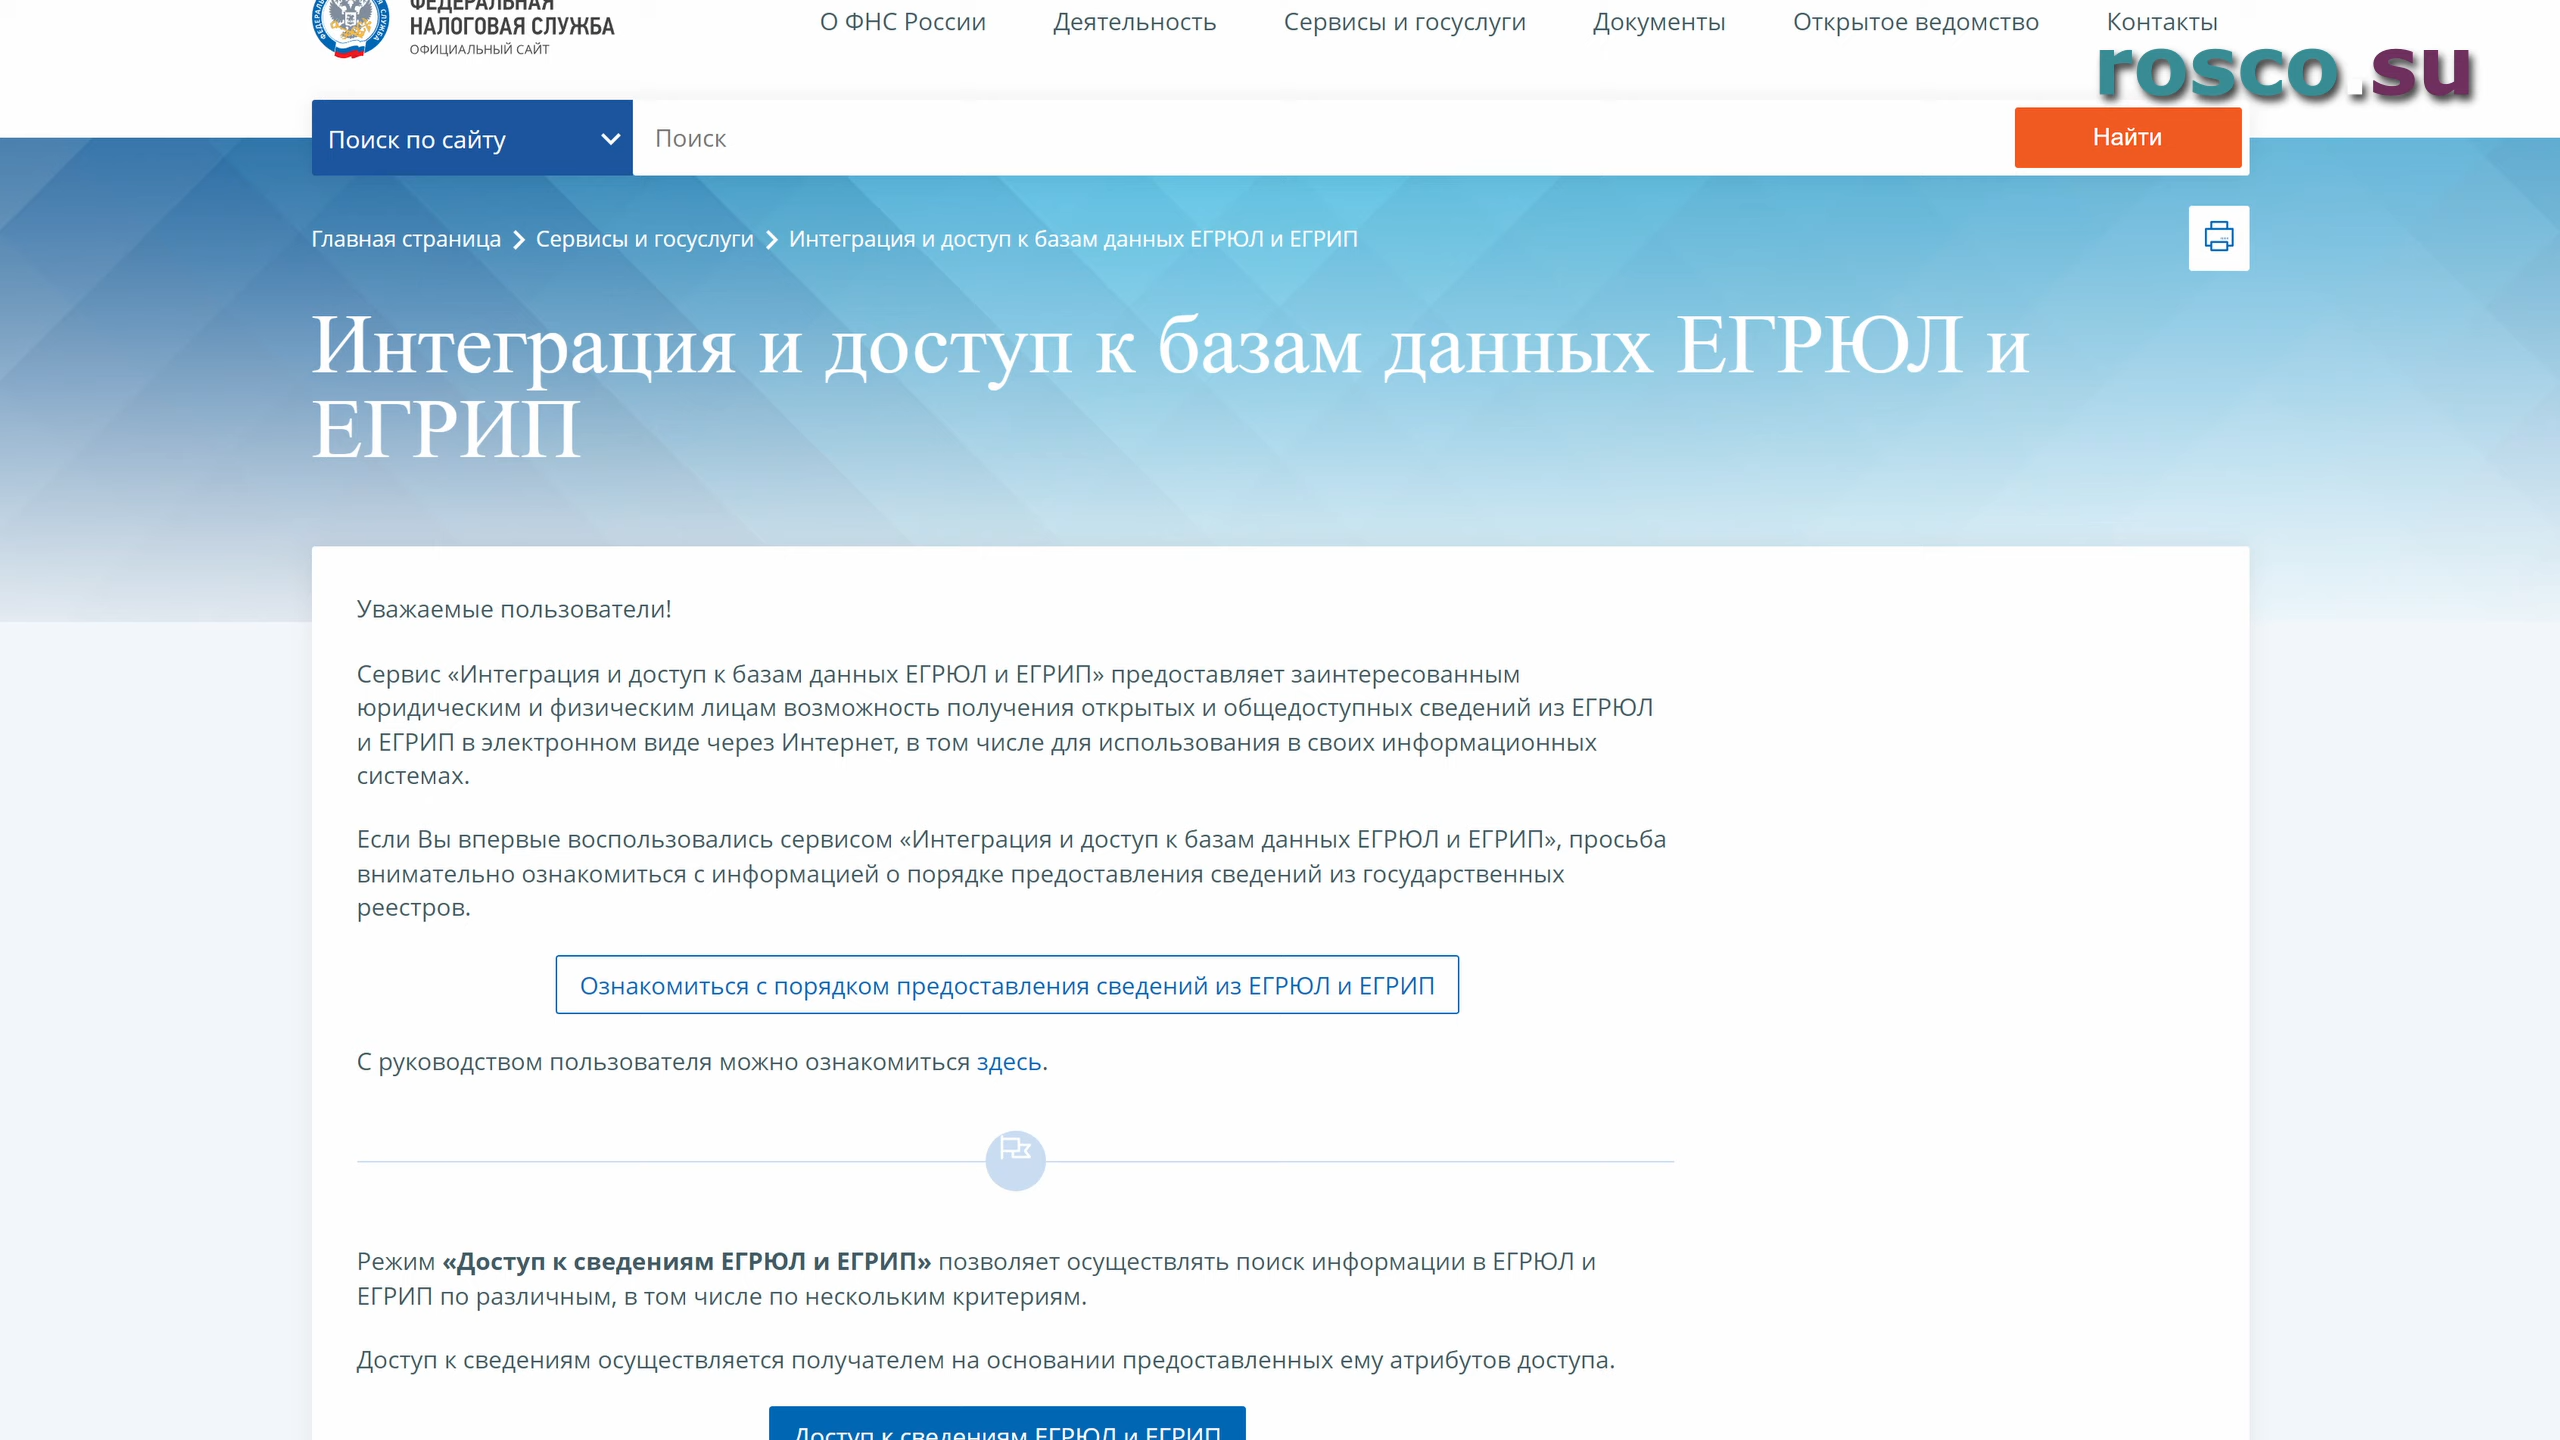 ФЕДЕРАЛЬНАЯ
НАЛОГОВАЯ СЛУЖБА
ОФИЦИАЛЬНЫЙ САЙТ
О ФНС России Деятельность Сервисы и госуслуги Документы Открытое ведомство Контакты
rosco.su
Поиск по сайту Поиск Найти
Главная страница Сервисы и госуслуги Интеграция и доступ к базам данных ЕГРЮЛ и ЕГРИП
Интеграция и доступ к базам данных ЕГРЮЛ и
ЕГРИП
Уважаемые пользователи!
Сервис «Интеграция и доступ к базам данных ЕГРЮЛ и ЕГРИП» предоставляет заинтересованным
юридическим и физическим лицам возможность получения открытых и общедоступных сведений из ЕГРЮЛ
и ЕГРИП в электронном виде через Интернет, в том числе для использования в своих информационных
системах.
Если Вы впервые воспользовались сервисом «Интеграция и доступ к базам данных ЕГРЮЛ и ЕГРИП», просьба
внимательно ознакомиться с информацией о порядке предоставления сведений из государственных
реестров.
Ознакомиться с порядком предоставления сведений из ЕГРЮЛ и ЕГРИП
С руководством пользователя можно ознакомиться здесь.
Режим «Доступ к сведениям ЕГРЮЛ и ЕГРИП» позволяет осуществлять поиск информации в ЕГРЮЛ и
ЕГРИП по различным, в том числе по нескольким критериям.
Доступ к сведениям осуществляется получателем на основании предоставленных ему атрибутов доступа.
Доступ к сведениям ЕГРЮЛ и ЕГРИП